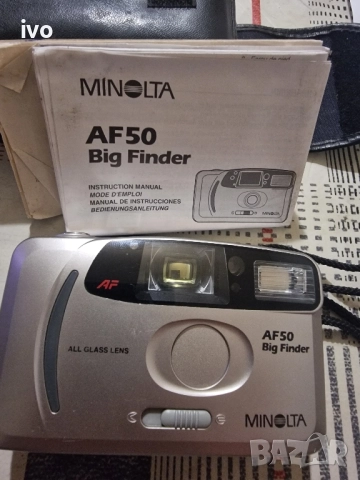 ivo
MINOLTA
AF50
Big Finder
INSTRUCTION MANUAL
MODE D'EMPLOI
MANUAL DE INSTRUCCIONES
BEDIENUNGSANLEITUNG
MINOLTA
AF
ALL GLASS LENS
AF50
Big Finder
MINOLTA
BAZAR